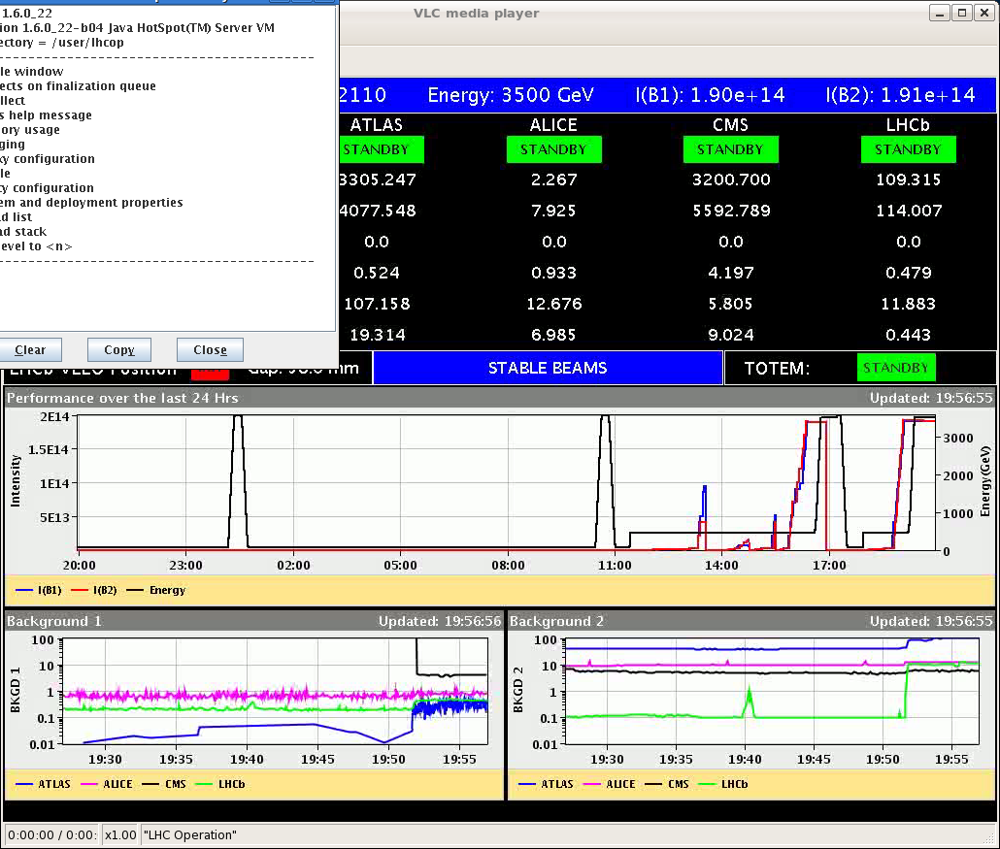 VLC media player
1.6.0_22
ion 1.6.0_22-b04 Java HotSpot(TM) Server VM
ectory = /user/lhcop
----------------------------------------------------
le window
ects on finalization queue
llect
s help message
ory usage
ging
xy configuration
le
cy configuration
em and deployment properties
d list
ad stack
evel to <n>
----------------------------------------------------
Clear Copy Close
2110 Energy: 3500 GeV I(B1): 1.90e+14 I(B2): 1.91e+14
ATLAS ALICE CMS LHCb
STANDBY STANDBY STANDBY STANDBY
3305.247 2.267 3200.700 109.315
4077.548 7.925 5592.789 114.007
0.0 0.0 0.0 0.0
0.524 0.933 4.197 0.479
107.158 12.676 5.805 11.883
19.314 6.985 9.024 0.443
LHCb VELO Position Gap: mm STABLE BEAMS TOTEM: STANDBY
Performance over the last 24 Hrs Updated: 19:56:55
Intensity
2E14
1.5E14
1E14
5E13
3000
2000
1000
0
Energy(GeV)
20:00 23:00 02:00 05:00 08:00 11:00 14:00 17:00
I(B1) I(B2) Energy
Background 1 Updated: 19:56:56
BKGD 1
100
10
1
0.1
0.01
19:30 19:35 19:40 19:45 19:50 19:55
ATLAS ALICE CMS LHCb
Background 2 Updated: 19:56:55
BKGD 2
100
10
1
0.1
0.01
19:30 19:35 19:40 19:45 19:50 19:55
ATLAS ALICE CMS LHCb
0:00:00 / 0:00: x1.00 "LHC Operation"